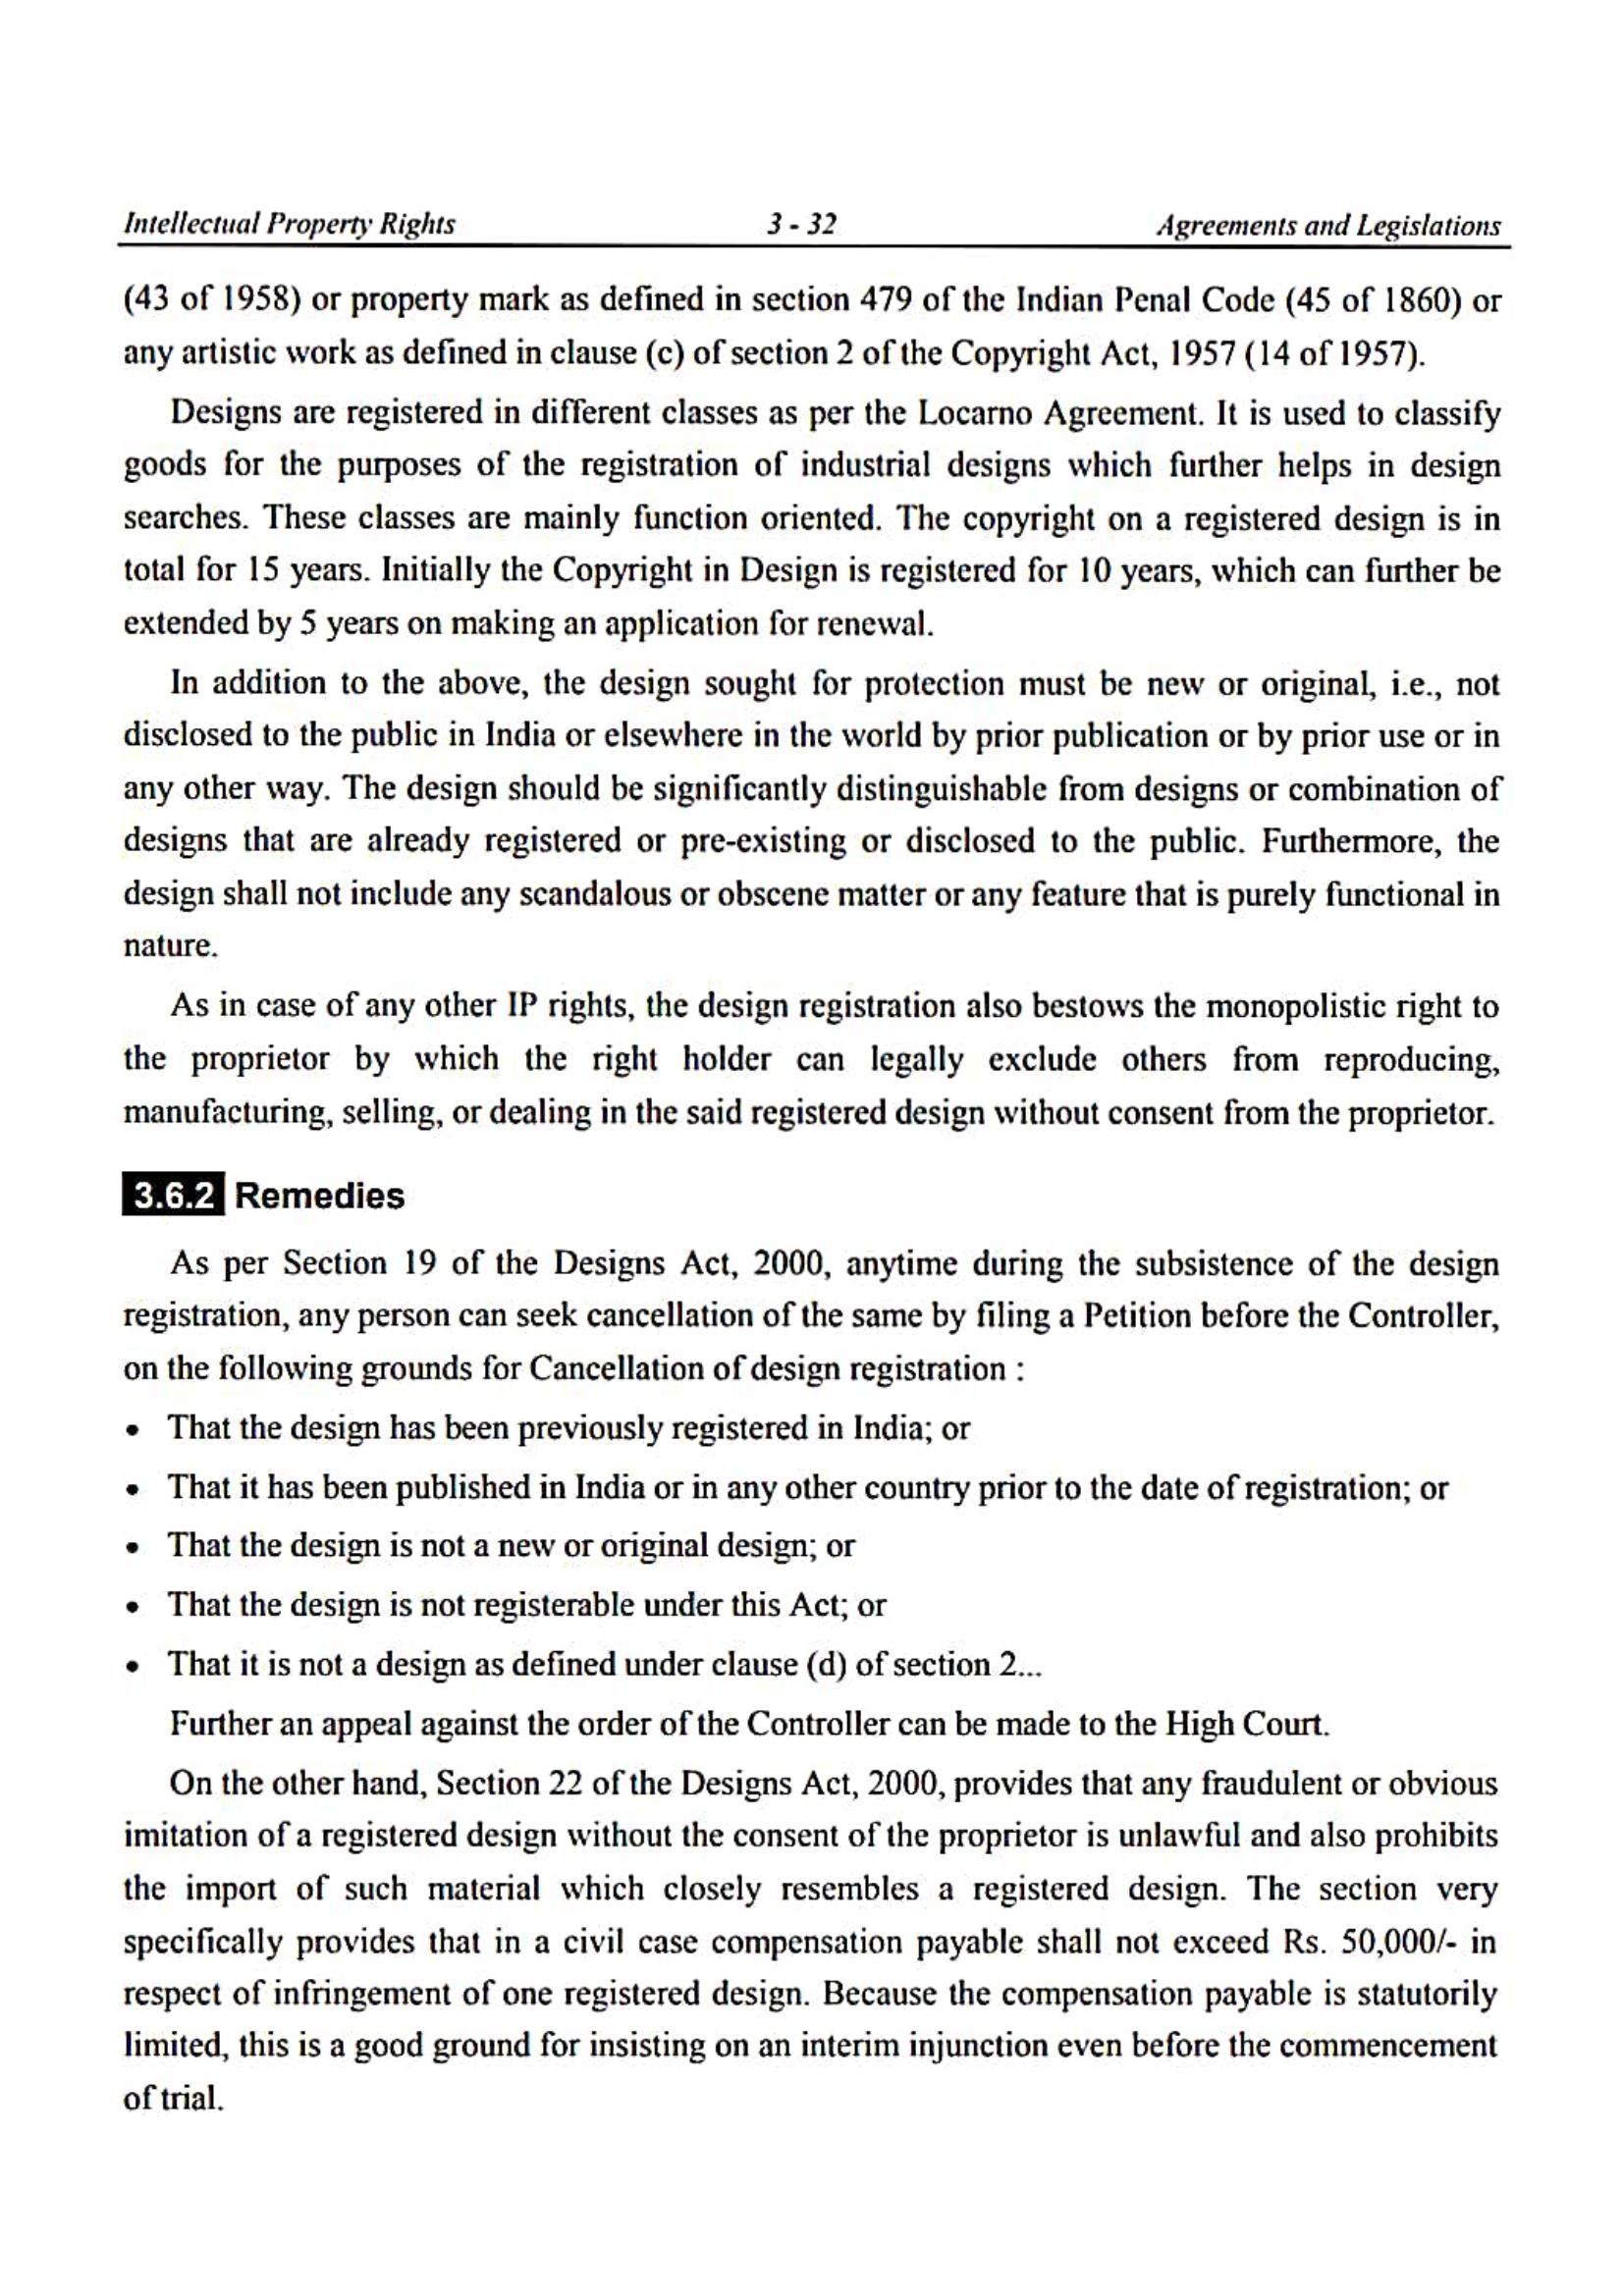 Intellectual Property Rights 3 - 32 Agreements and Legislations
(43 of 1958) or property mark as defined in section 479 of the Indian Penal Code (45 of 1860) or
any artistic work as defined in clause (c) of section 2 of the Copyright Act, 1957 (14 of 1957).
Designs are registered in different classes as per the Locarno Agreement. It is used to classify
goods for the purposes of the registration of industrial designs which further helps in design
searches. These classes are mainly function oriented. The copyright on a registered design is in
total for 15 years. Initially the Copyright in Design is registered for 10 years, which can further be
extended by 5 years on making an application for renewal.
In addition to the above, the design sought for protection must be new or original, i.e., not
disclosed to the public in India or elsewhere in the world by prior publication or by prior use or in
any other way. The design should be significantly distinguishable from designs or combination of
designs that are already registered or pre-existing or disclosed to the public. Furthermore, the
design shall not include any scandalous or obscene matter or any feature that is purely functional in
nature.
As in case of any other IP rights, the design registration also bestows the monopolistic right to
the proprietor by which the right holder can legally exclude others from reproducing,
manufacturing, selling, or dealing in the said registered design without consent from the proprietor.
3.6.2 Remedies
As per Section 19 of the Designs Act, 2000, anytime during the subsistence of the design
registration, any person can seek cancellation of the same by filing a Petition before the Controller,
on the following grounds for Cancellation of design registration :
• That the design has been previously registered in India; or
• That it has been published in India or in any other country prior to the date of registration; or
• That the design is not a new or original design; or
• That the design is not registerable under this Act; or
• That it is not a design as defined under clause (d) of section 2...
Further an appeal against the order of the Controller can be made to the High Court.
On the other hand, Section 22 of the Designs Act, 2000, provides that any fraudulent or obvious
imitation of a registered design without the consent of the proprietor is unlawful and also prohibits
the import of such material which closely resembles a registered design. The section very
specifically provides that in a civil case compensation payable shall not exceed Rs. 50,000/- in
respect of infringement of one registered design. Because the compensation payable is statutorily
limited, this is a good ground for insisting on an interim injunction even before the commencement
of trial.